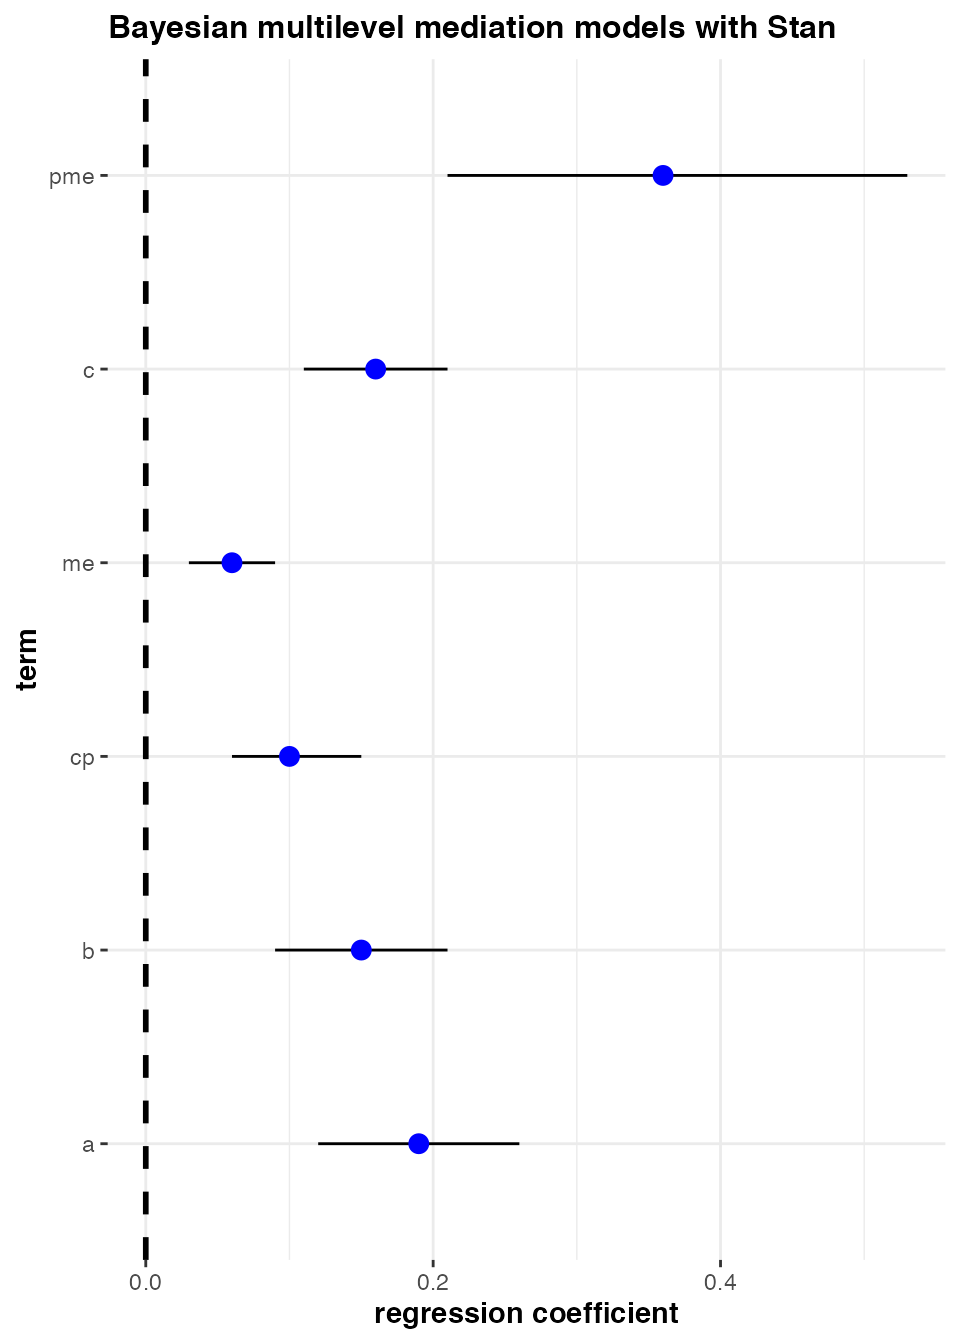 Bayesian multilevel mediation models with Stan
pme
c
me
cp
b
a
term
0.0 0.2 0.4
regression coefficient